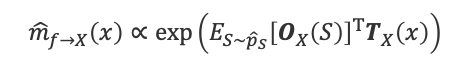 m̂_{f→X}(x) ∝ exp(E_{S~p̂_S}[𝑶_X(S)]^T 𝑻_X(x))